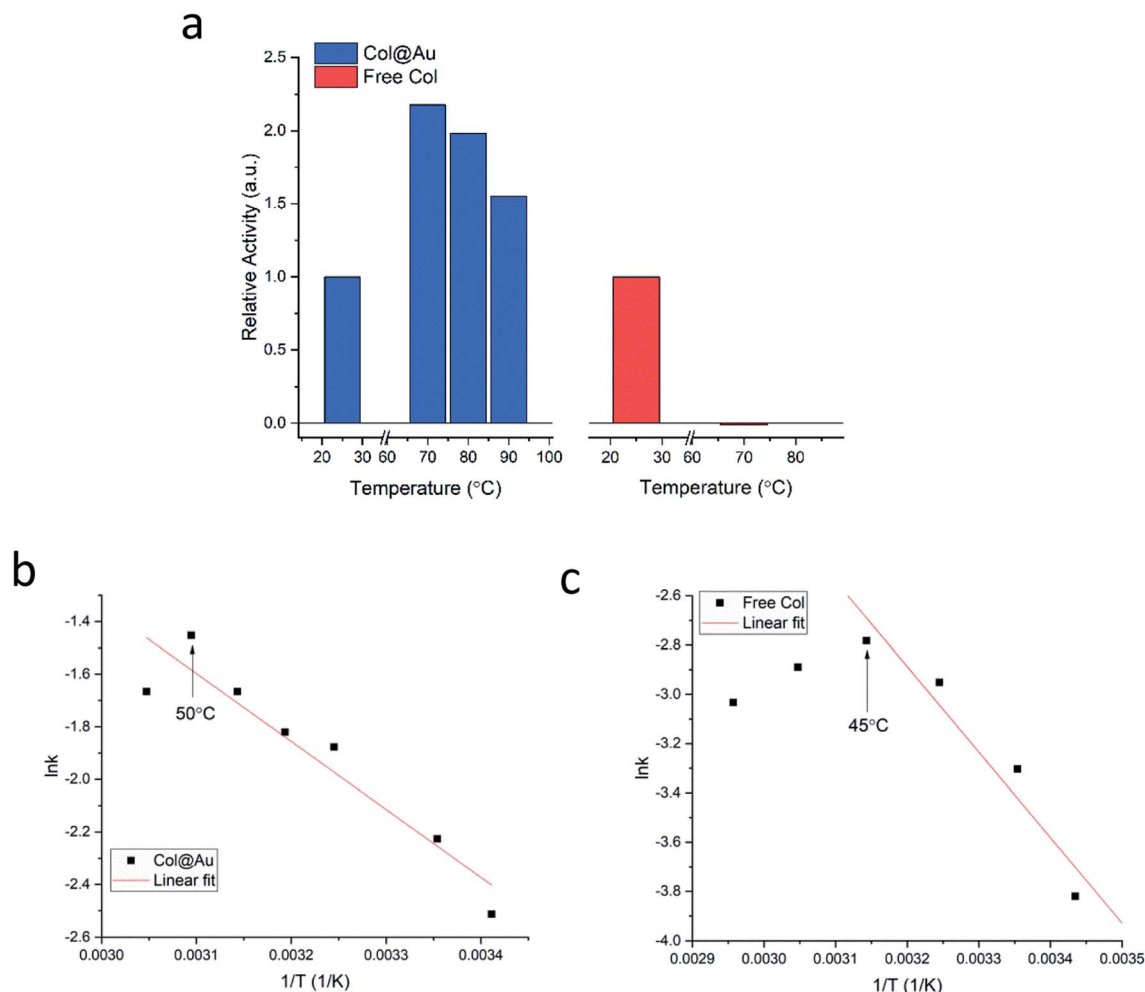 a
Col@Au
Free Col
2.5
2.0
1.5
1.0
0.5
0.0
Relative Activity (a.u.)
20 30 60 70 80 90 100
20 30 60 70 80
Temperature (°C)
Temperature (°C)
b
-1.4
-1.6
-1.8
-2.0
-2.2
-2.4
-2.6
lnk
50°C
Col@Au
Linear fit
0.0030 0.0031 0.0032 0.0033 0.0034
1/T (1/K)
c
-2.6
-2.8
-3.0
-3.2
-3.4
-3.6
-3.8
-4.0
lnk
Free Col
Linear fit
45°C
0.0029 0.0030 0.0031 0.0032 0.0033 0.0034 0.0035
1/T (1/K)